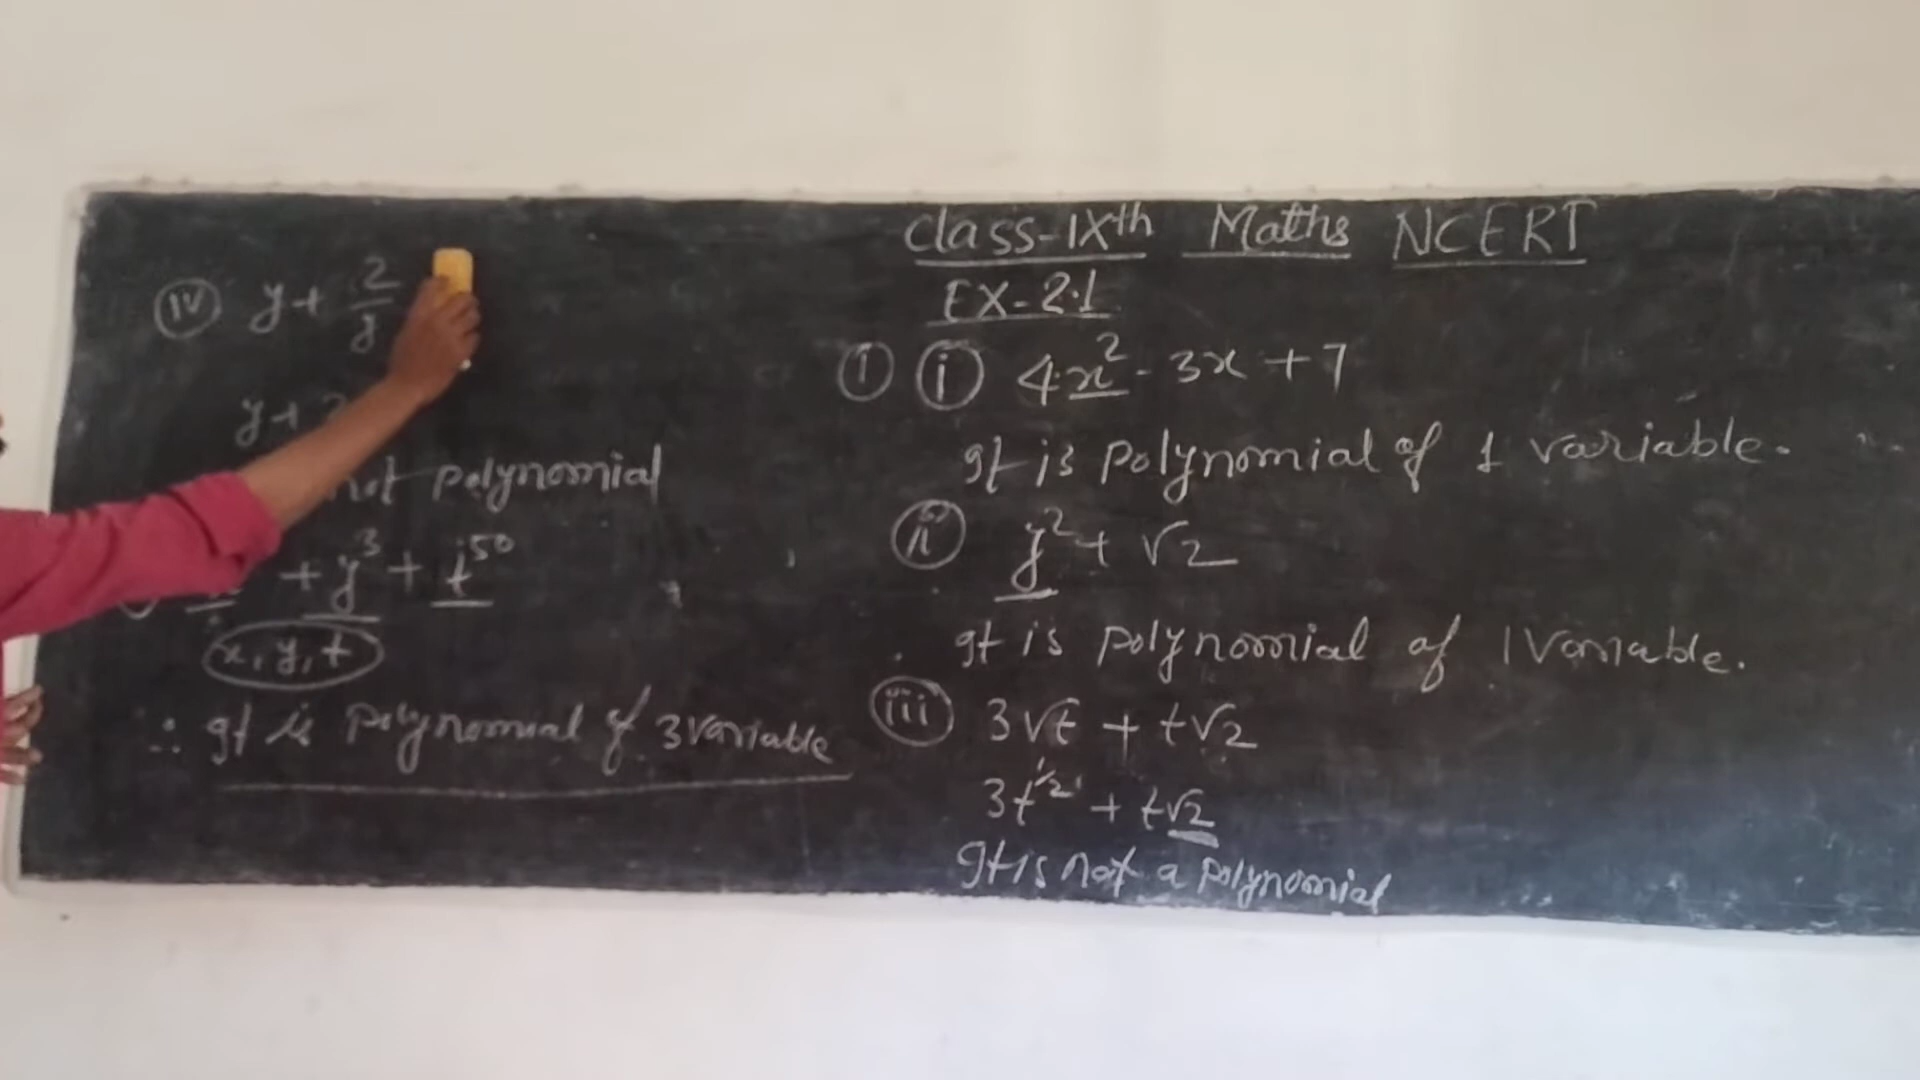 Class-IXth Maths NCERT
EX-2.1
① (i) 4x² - 3x + 7
It is polynomial of 1 variable.
(ii) y² + √2
It is polynomial of 1 variable.
(iii) 3√t + t√2
3t^1/2 + t√2
It is not a polynomial
(iv) y + 2/y
y + 2
not polynomial
+ y³ + t⁵⁰
x, y, t
∴ It is polynomial of 3 variable